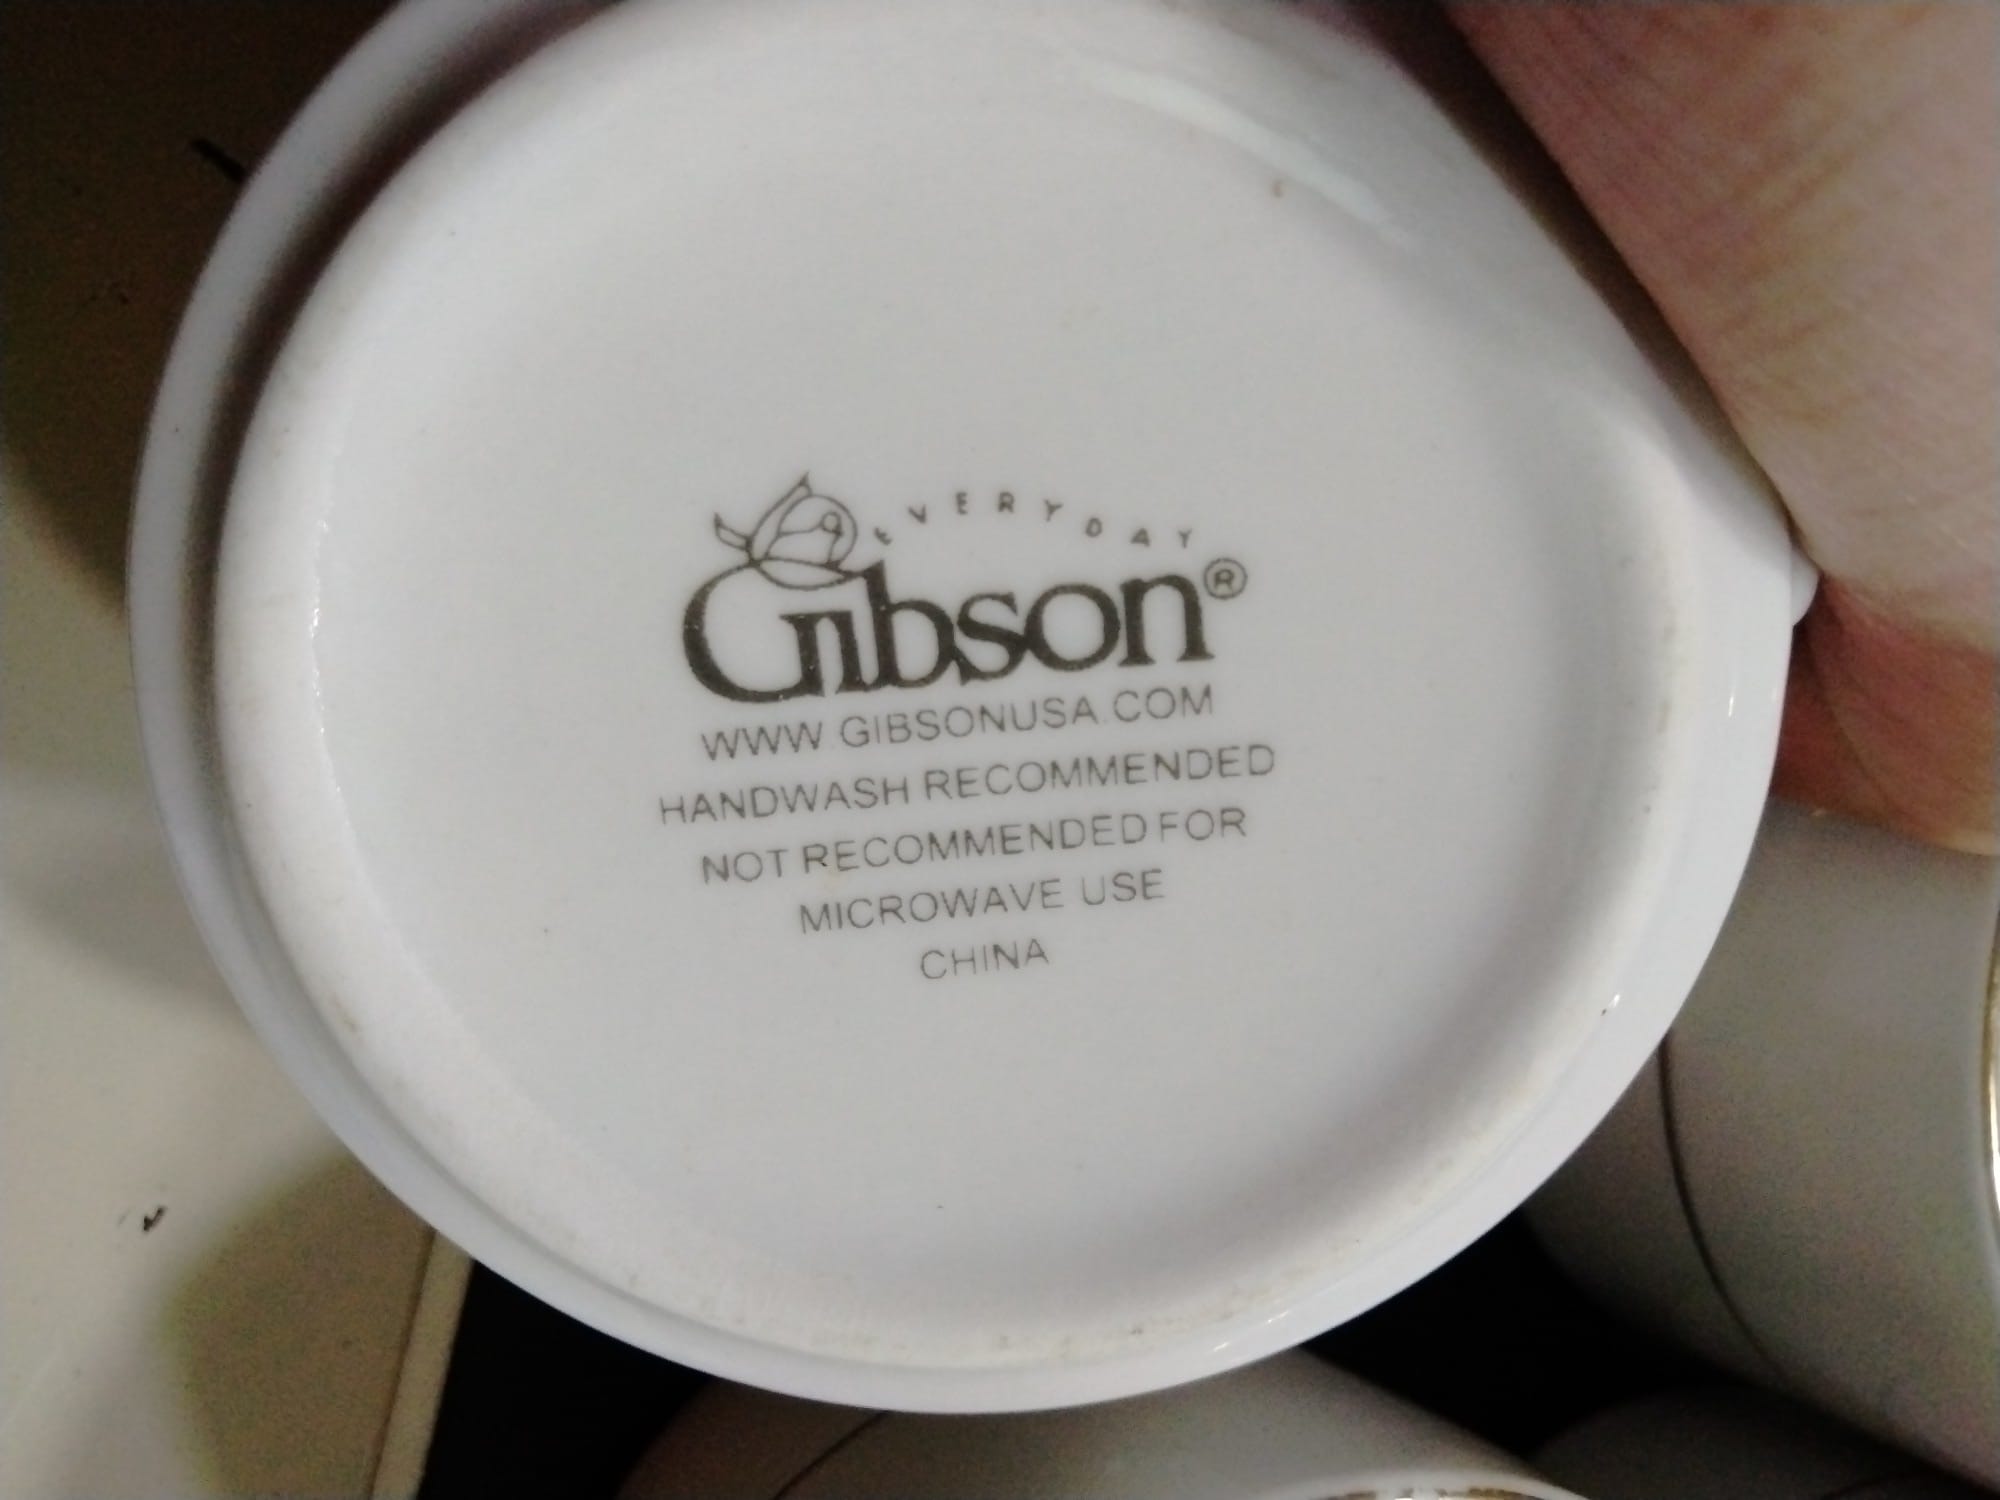 EVERYDAY
Gibson®
WWW.GIBSONUSA.COM
HANDWASH RECOMMENDED
NOT RECOMMENDED FOR
MICROWAVE USE
CHINA